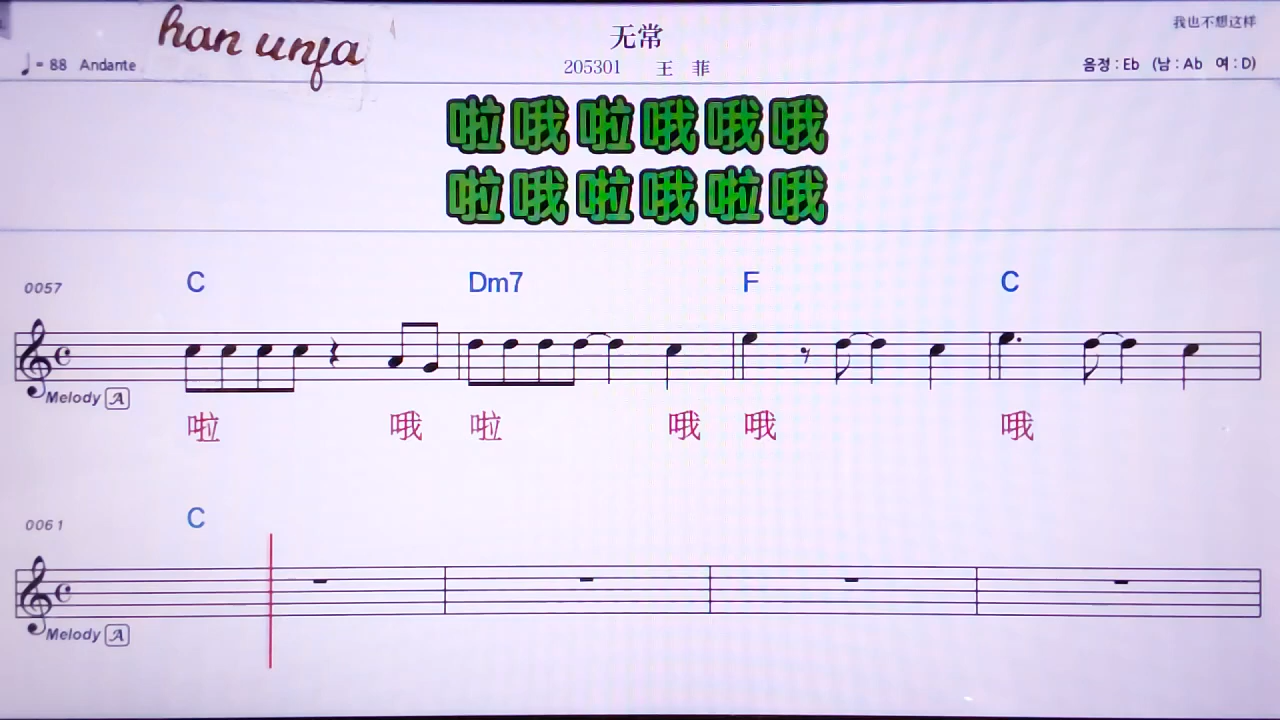 han unfa
无常
我也不想这样
♩= 88 Andante
205301 王 菲
음정 : Eb (남 : Ab 여 : D)
啦哦啦哦哦哦
啦哦啦哦啦哦
0057
C Dm7 F C
Melody A
啦 哦 啦 哦 哦 哦
0061
C
Melody A